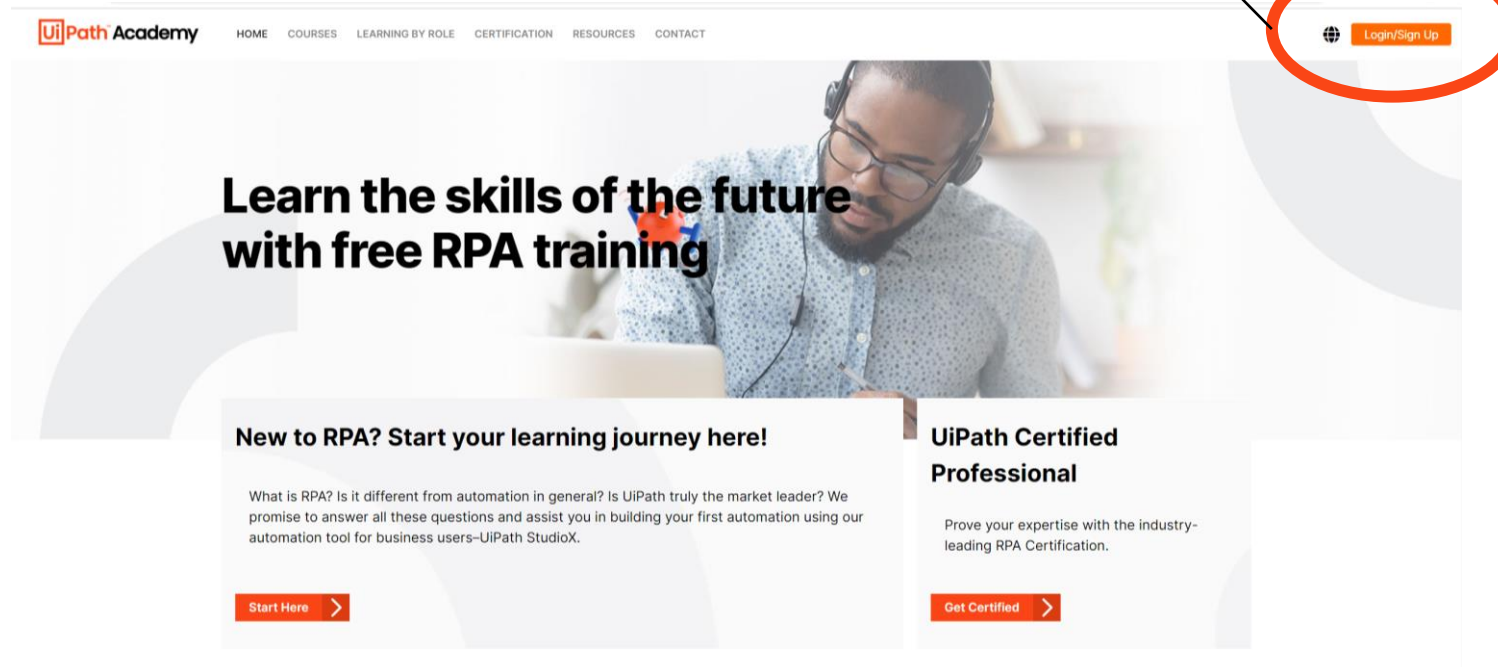 UiPath Academy
HOME COURSES LEARNING BY ROLE CERTIFICATION RESOURCES CONTACT
Login/Sign Up
Learn the skills of the future
with free RPA training
New to RPA? Start your learning journey here!
What is RPA? Is it different from automation in general? Is UiPath truly the market leader? We
promise to answer all these questions and assist you in building your first automation using our
automation tool for business users–UiPath StudioX.
Start Here
UiPath Certified
Professional
Prove your expertise with the industry-
leading RPA Certification.
Get Certified